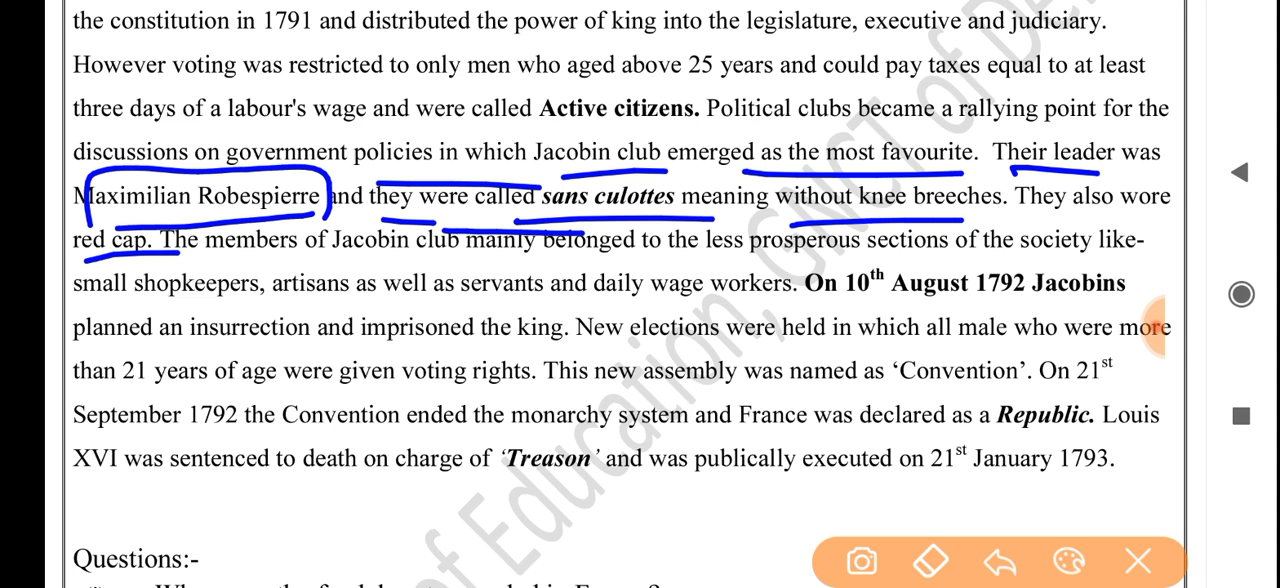 the constitution in 1791 and distributed the power of king into the legislature, executive and judiciary.
However voting was restricted to only men who aged above 25 years and could pay taxes equal to at least
three days of a labour's wage and were called Active citizens. Political clubs became a rallying point for the
discussions on government policies in which Jacobin club emerged as the most favourite. Their leader was
Maximilian Robespierre and they were called sans culottes meaning without knee breeches. They also wore
red cap. The members of Jacobin club mainly belonged to the less prosperous sections of the society like-
small shopkeepers, artisans as well as servants and daily wage workers. On 10th August 1792 Jacobins
planned an insurrection and imprisoned the king. New elections were held in which all male who were more
than 21 years of age were given voting rights. This new assembly was named as ‘Convention’. On 21st
September 1792 the Convention ended the monarchy system and France was declared as a Republic. Louis
XVI was sentenced to death on charge of ‘Treason’ and was publically executed on 21st January 1793.
Questions:-
of Education, GNCT of De